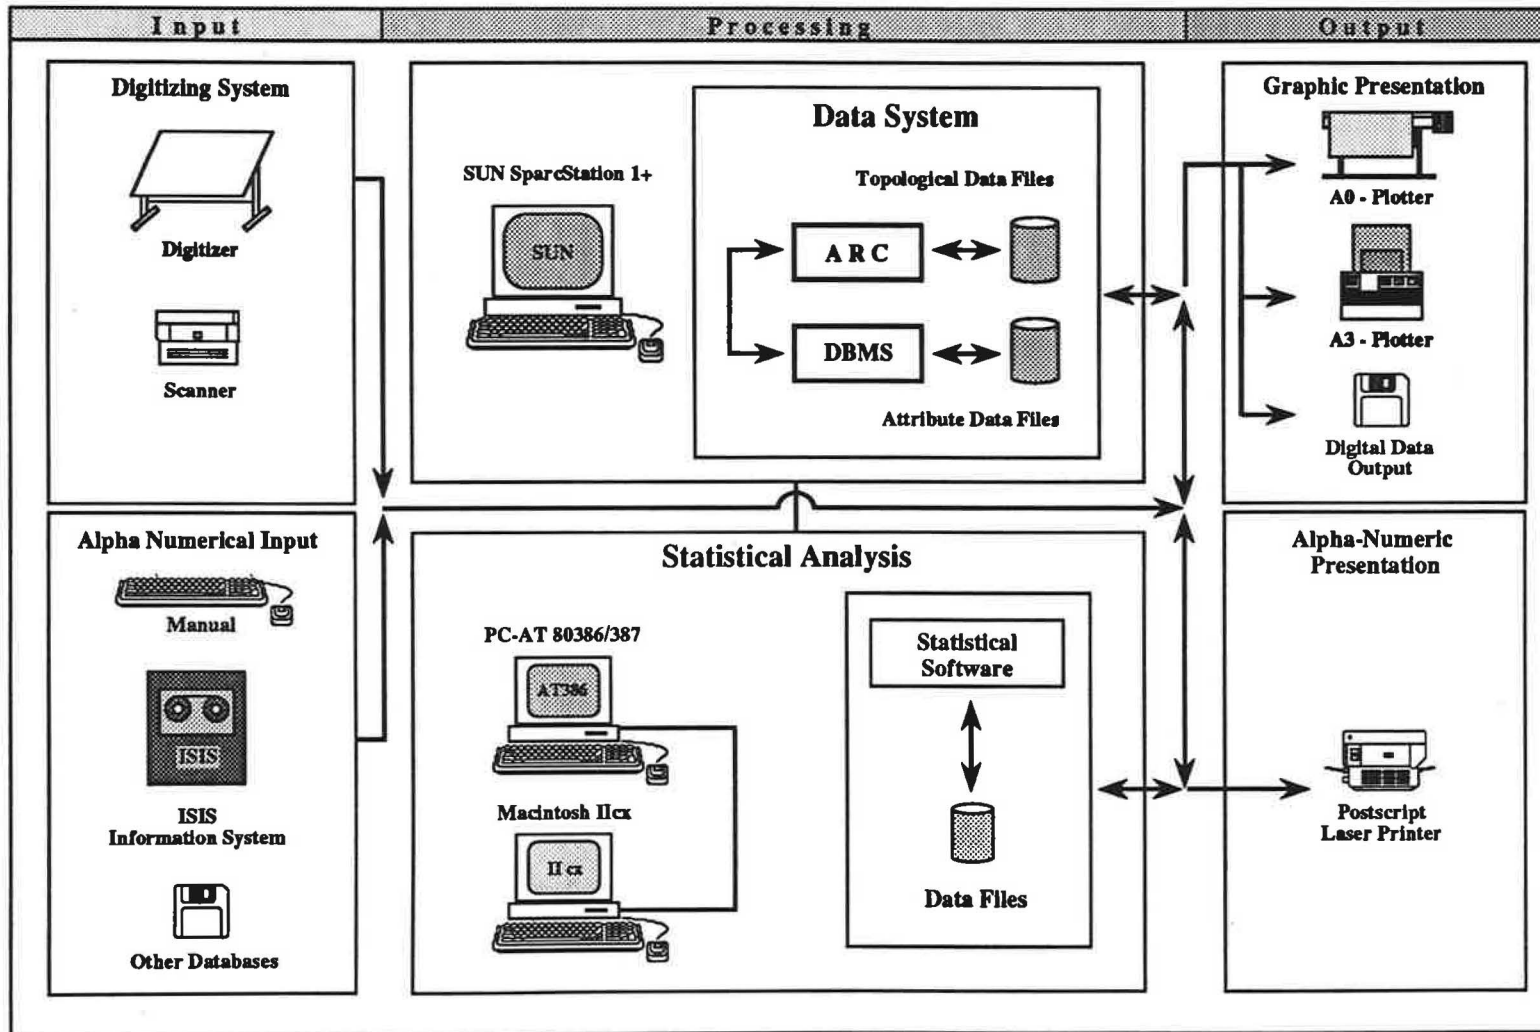 Input
Processing
Output
Digitizing System
Digitizer
Scanner
Alpha Numerical Input
Manual
ISIS
ISIS
Information System
Other Databases
SUN SparcStation 1+
SUN
Data System
Topological Data Files
ARC
DBMS
Attribute Data Files
Statistical Analysis
PC-AT 80386/387
AT386
Macintosh IIcx
II cx
Statistical
Software
Data Files
Graphic Presentation
A0 - Plotter
A3 - Plotter
Digital Data
Output
Alpha-Numeric
Presentation
Postscript
Laser Printer